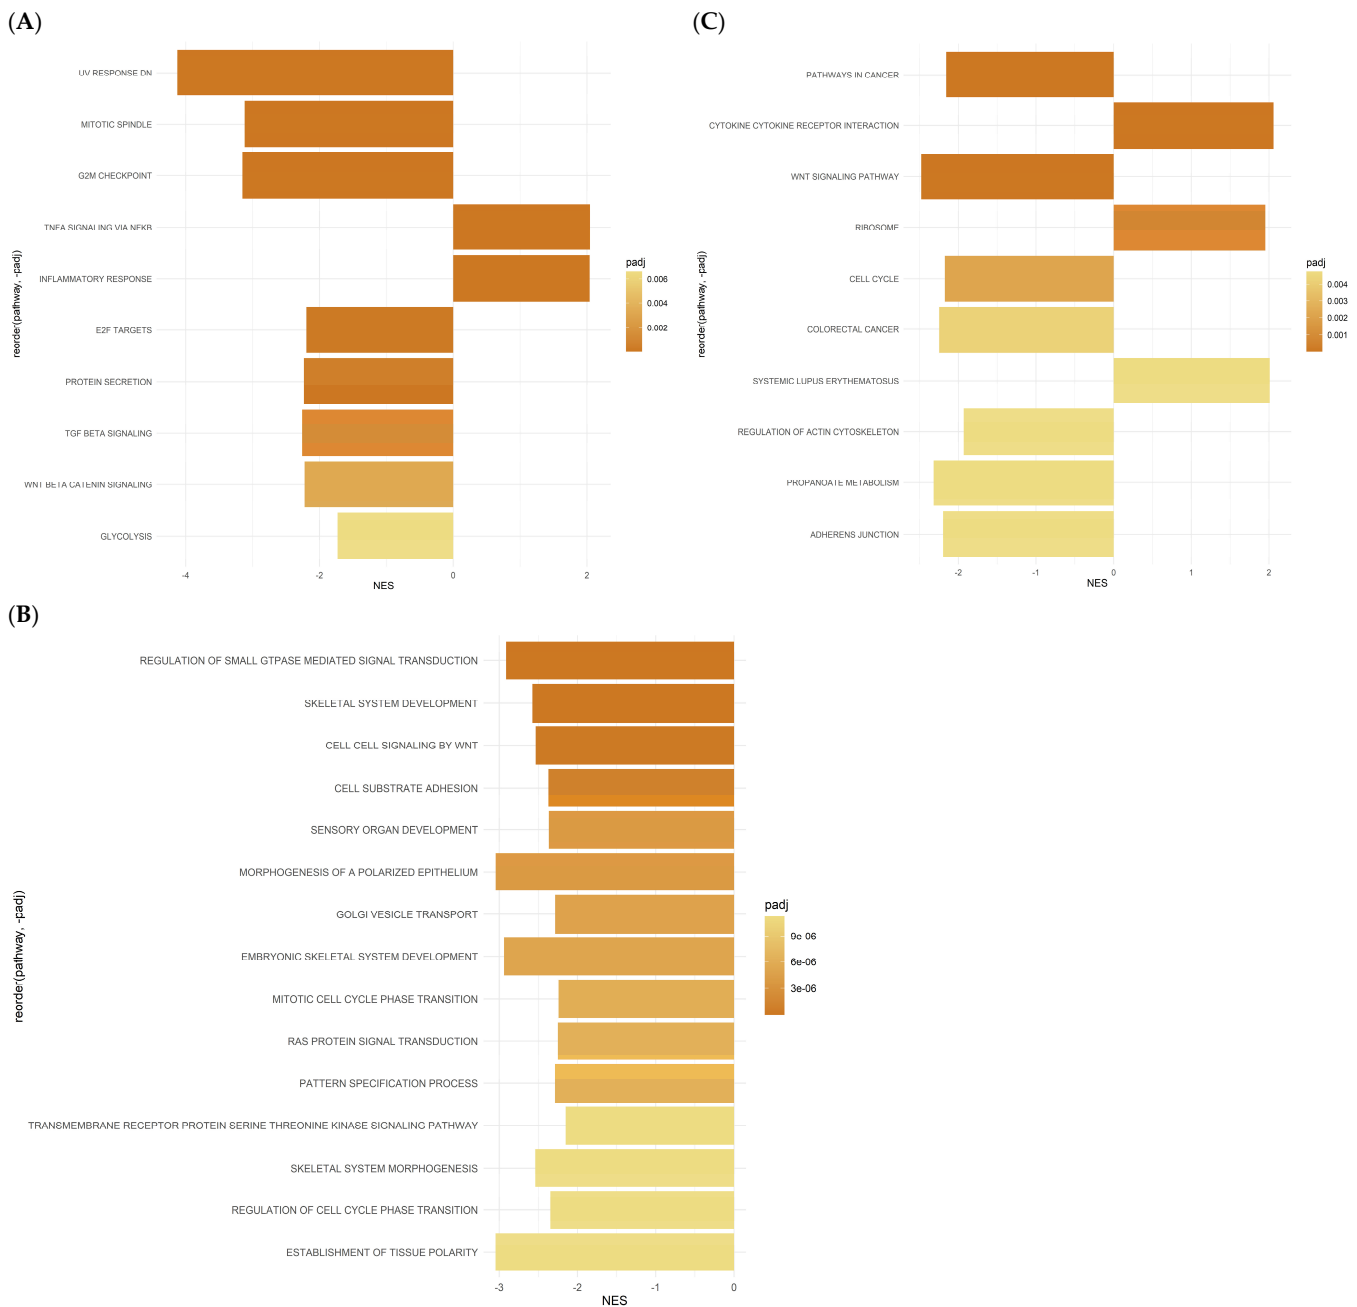 (A)
UV RESPONSE DN
MITOTIC SPINDLE
G2M CHECKPOINT
TNFA SIGNALING VIA NFKB
INFLAMMATORY RESPONSE
E2F TARGETS
PROTEIN SECRETION
TGF BETA SIGNALING
WNT BETA CATENIN SIGNALING
GLYCOLYSIS
reorder(pathway, -padj)
-4 -2 0 2
NES
padj
0.006
0.004
0.002
(C)
PATHWAYS IN CANCER
CYTOKINE CYTOKINE RECEPTOR INTERACTION
WNT SIGNALING PATHWAY
RIBOSOME
CELL CYCLE
COLORECTAL CANCER
SYSTEMIC LUPUS ERYTHEMATOSUS
REGULATION OF ACTIN CYTOSKELETON
PROPANOATE METABOLISM
ADHERENS JUNCTION
reorder(pathway, -padj)
-2 -1 0 1 2
NES
padj
0.004
0.003
0.002
0.001
(B)
REGULATION OF SMALL GTPASE MEDIATED SIGNAL TRANSDUCTION
SKELETAL SYSTEM DEVELOPMENT
CELL CELL SIGNALING BY WNT
CELL SUBSTRATE ADHESION
SENSORY ORGAN DEVELOPMENT
MORPHOGENESIS OF A POLARIZED EPITHELIUM
GOLGI VESICLE TRANSPORT
EMBRYONIC SKELETAL SYSTEM DEVELOPMENT
MITOTIC CELL CYCLE PHASE TRANSITION
RAS PROTEIN SIGNAL TRANSDUCTION
PATTERN SPECIFICATION PROCESS
TRANSMEMBRANE RECEPTOR PROTEIN SERINE THREONINE KINASE SIGNALING PATHWAY
SKELETAL SYSTEM MORPHOGENESIS
REGULATION OF CELL CYCLE PHASE TRANSITION
ESTABLISHMENT OF TISSUE POLARITY
reorder(pathway, -padj)
-3 -2 -1 0
NES
padj
9e-06
6e-06
3e-06